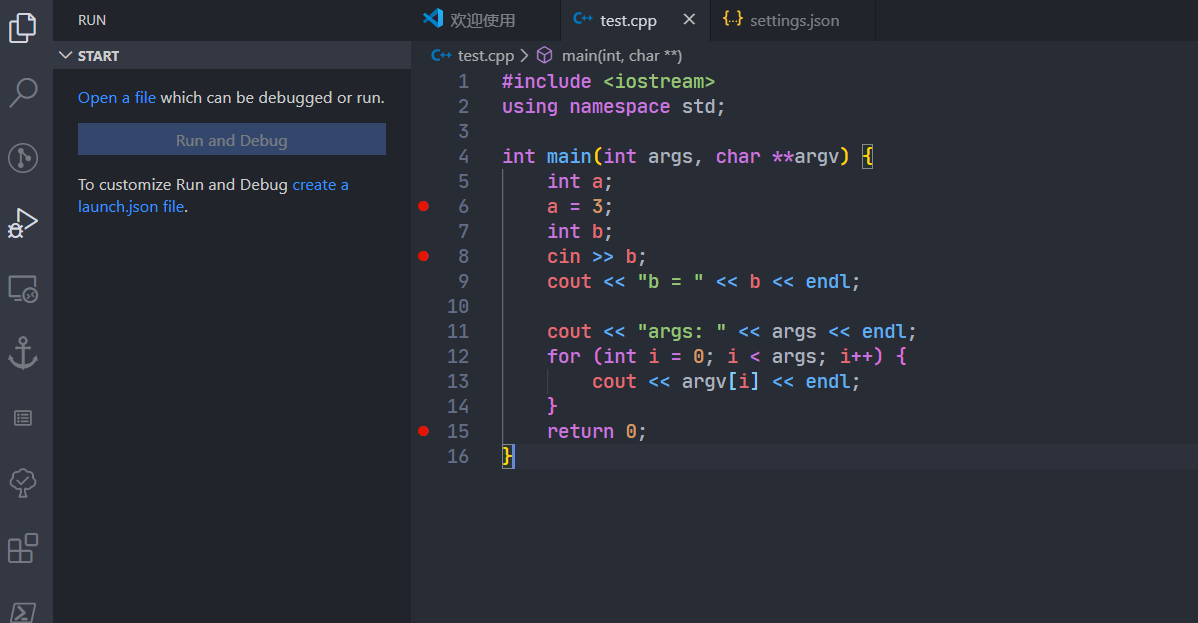 RUN
START
Open a file which can be debugged or run.
Run and Debug
To customize Run and Debug create a
launch.json file.
欢迎使用
test.cpp
settings.json
test.cpp > main(int, char **)
1 #include <iostream>
2 using namespace std;
3
4 int main(int args, char **argv) {
5 int a;
6 a = 3;
7 int b;
8 cin >> b;
9 cout << "b = " << b << endl;
10
11 cout << "args: " << args << endl;
12 for (int i = 0; i < args; i++) {
13 cout << argv[i] << endl;
14 }
15 return 0;
16 }